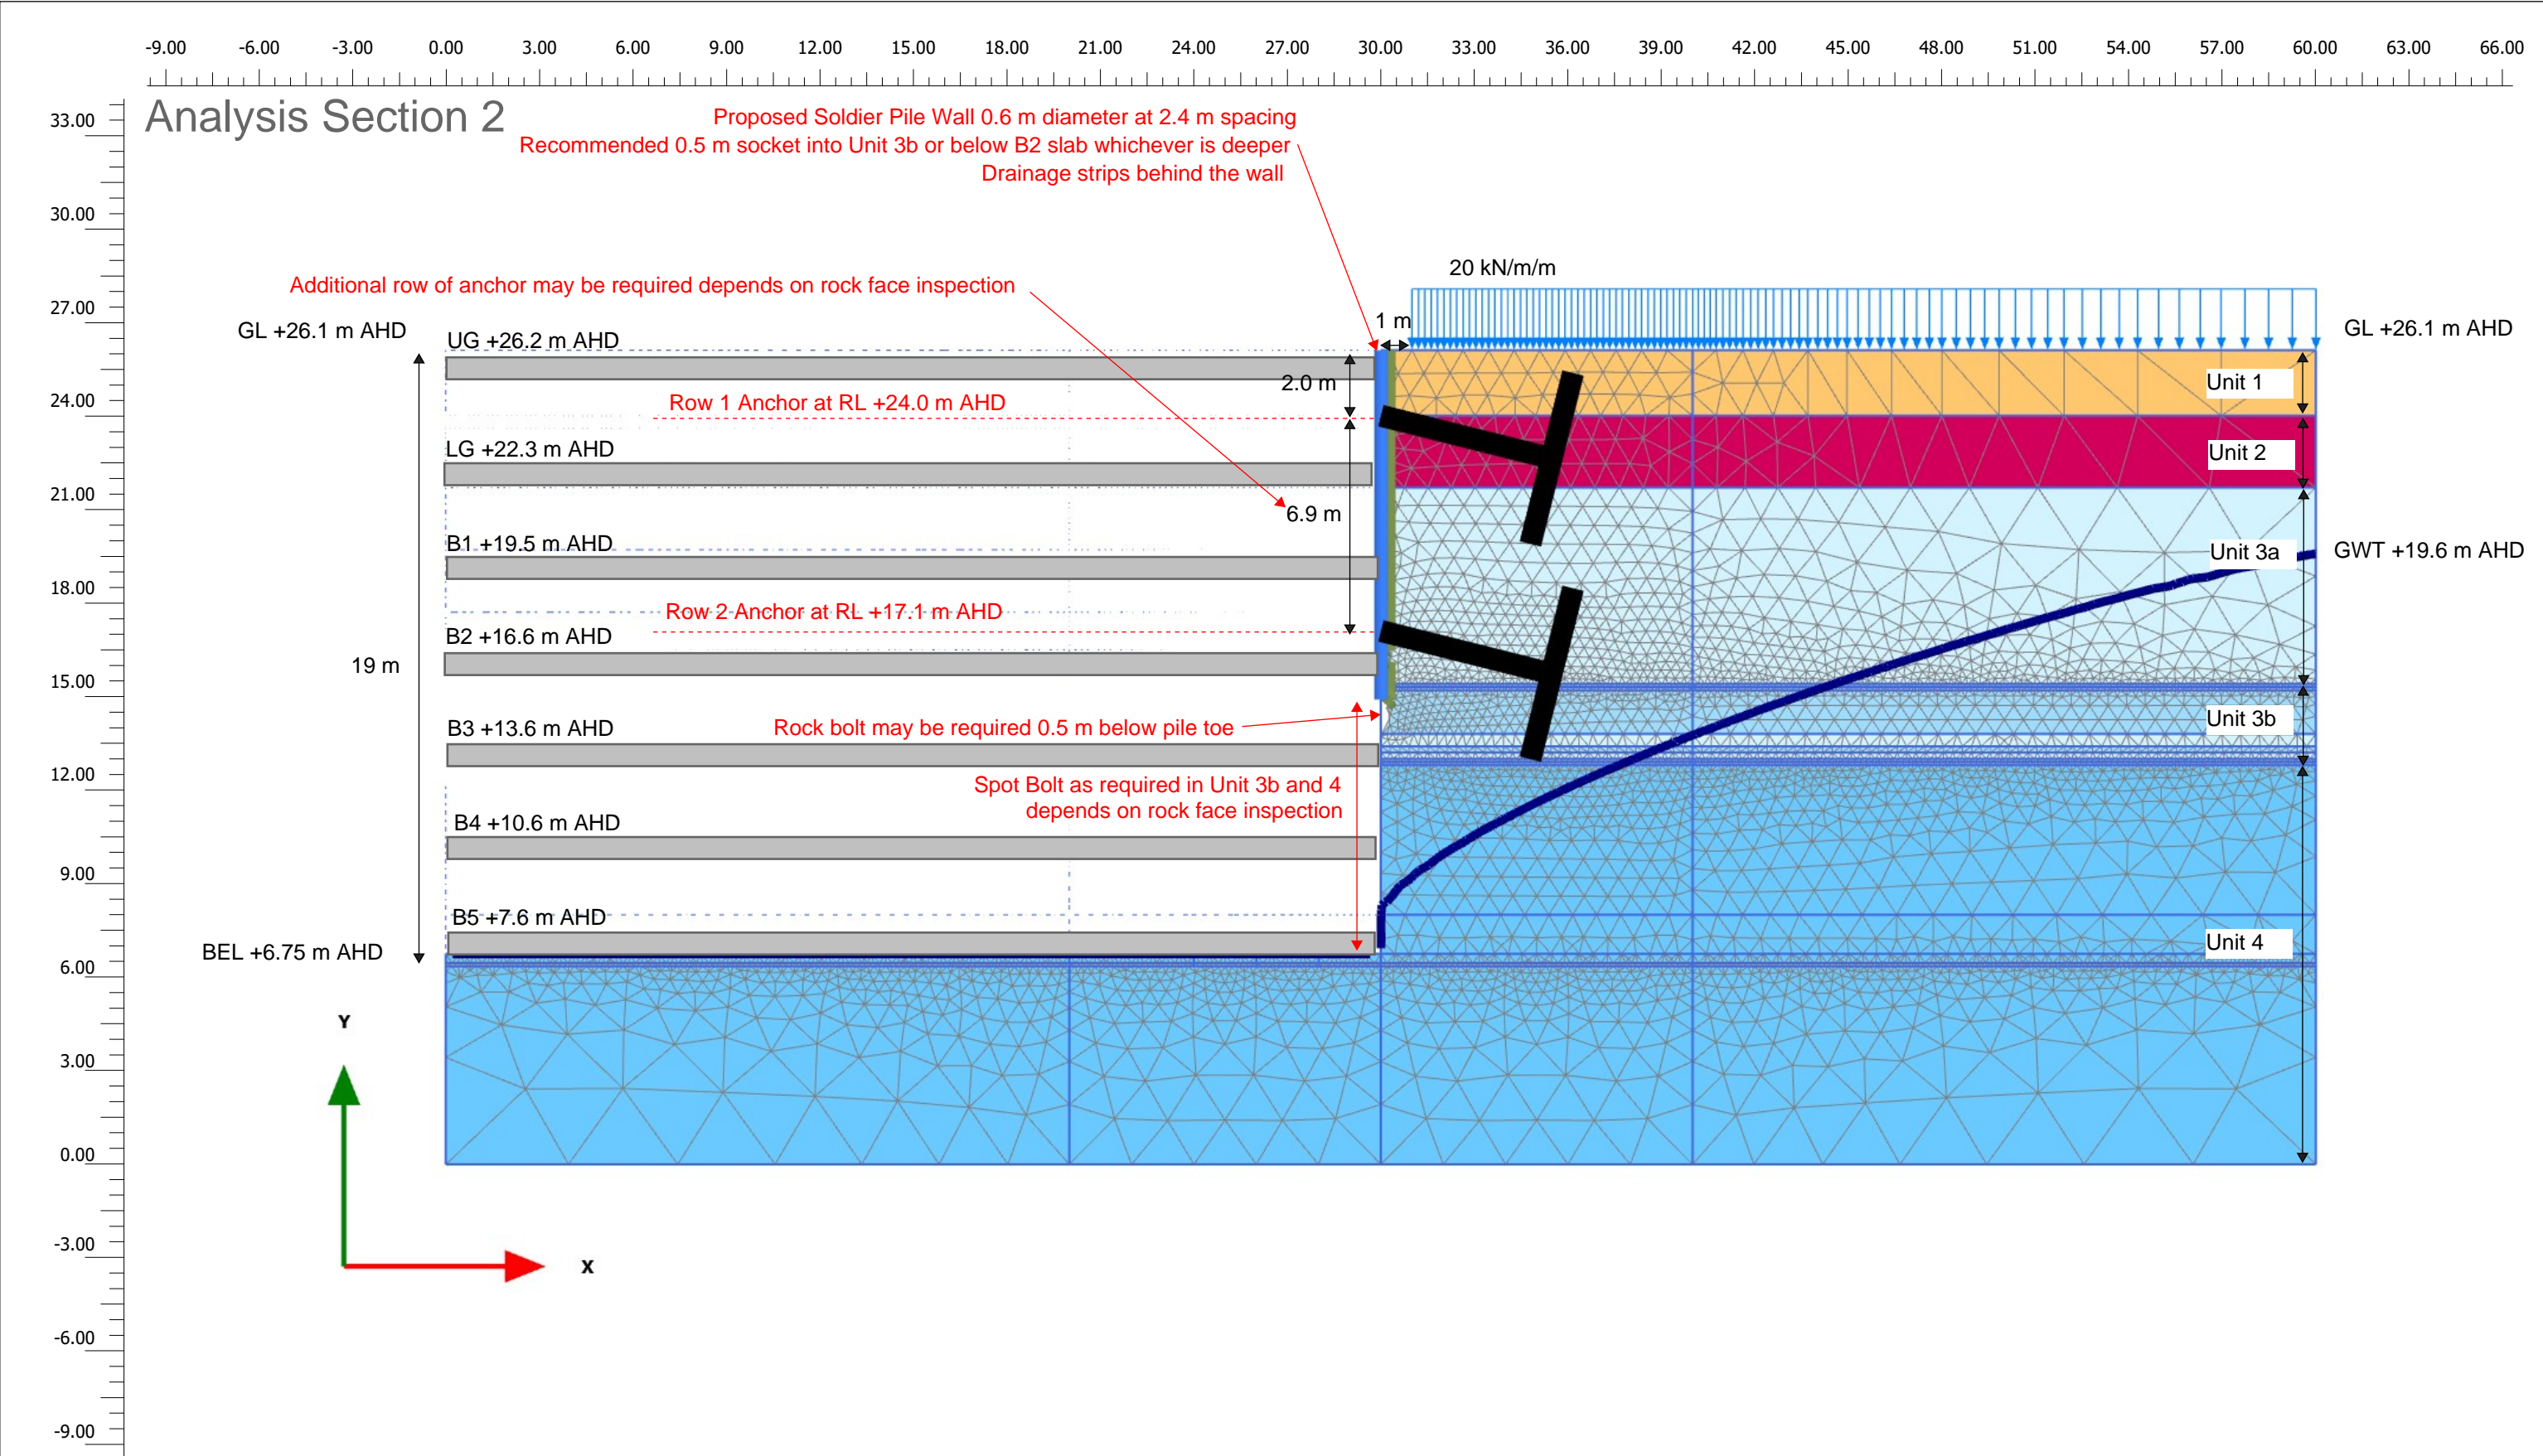 -9.00 -6.00 -3.00 0.00 3.00 6.00 9.00 12.00 15.00 18.00 21.00 24.00 27.00 30.00 33.00 36.00 39.00 42.00 45.00 48.00 51.00 54.00 57.00 60.00 63.00 66.00
Analysis Section 2
33.00
30.00
27.00
24.00
21.00
18.00
15.00
12.00
9.00
6.00
3.00
0.00
-3.00
-6.00
-9.00
Proposed Soldier Pile Wall 0.6 m diameter at 2.4 m spacing
Recommended 0.5 m socket into Unit 3b or below B2 slab whichever is deeper
Drainage strips behind the wall
20 kN/m/m
Additional row of anchor may be required depends on rock face inspection
1 m
GL +26.1 m AHD
GL +26.1 m AHD
UG +26.2 m AHD
2.0 m
Unit 1
Row 1 Anchor at RL +24.0 m AHD
LG +22.3 m AHD
Unit 2
6.9 m
B1 +19.5 m AHD
Unit 3a
GWT +19.6 m AHD
Row 2 Anchor at RL +17.1 m AHD
B2 +16.6 m AHD
19 m
Unit 3b
B3 +13.6 m AHD
Rock bolt may be required 0.5 m below pile toe
Spot Bolt as required in Unit 3b and 4
depends on rock face inspection
B4 +10.6 m AHD
B5 +7.6 m AHD
BEL +6.75 m AHD
Unit 4
Y
X